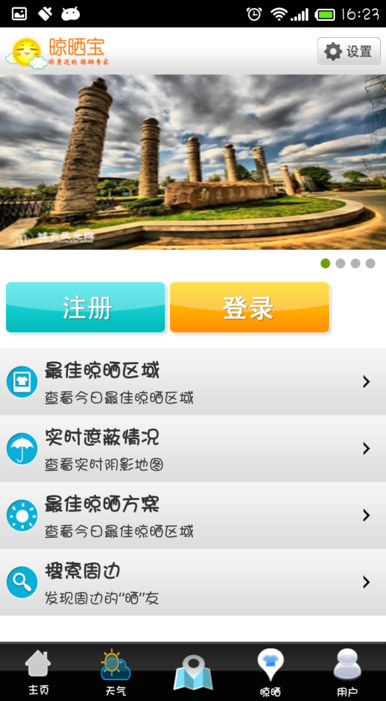 16:23
晾晒宝
你身边的晾晒专家
设置
注册
登录
最佳晾晒区域
查看今日最佳晾晒区域
实时遮蔽情况
查看实时阴影地图
最佳晾晒方案
查看今日最佳晾晒区域
搜索周边
发现周边的“晒”友
主页
天气
晾晒
用户